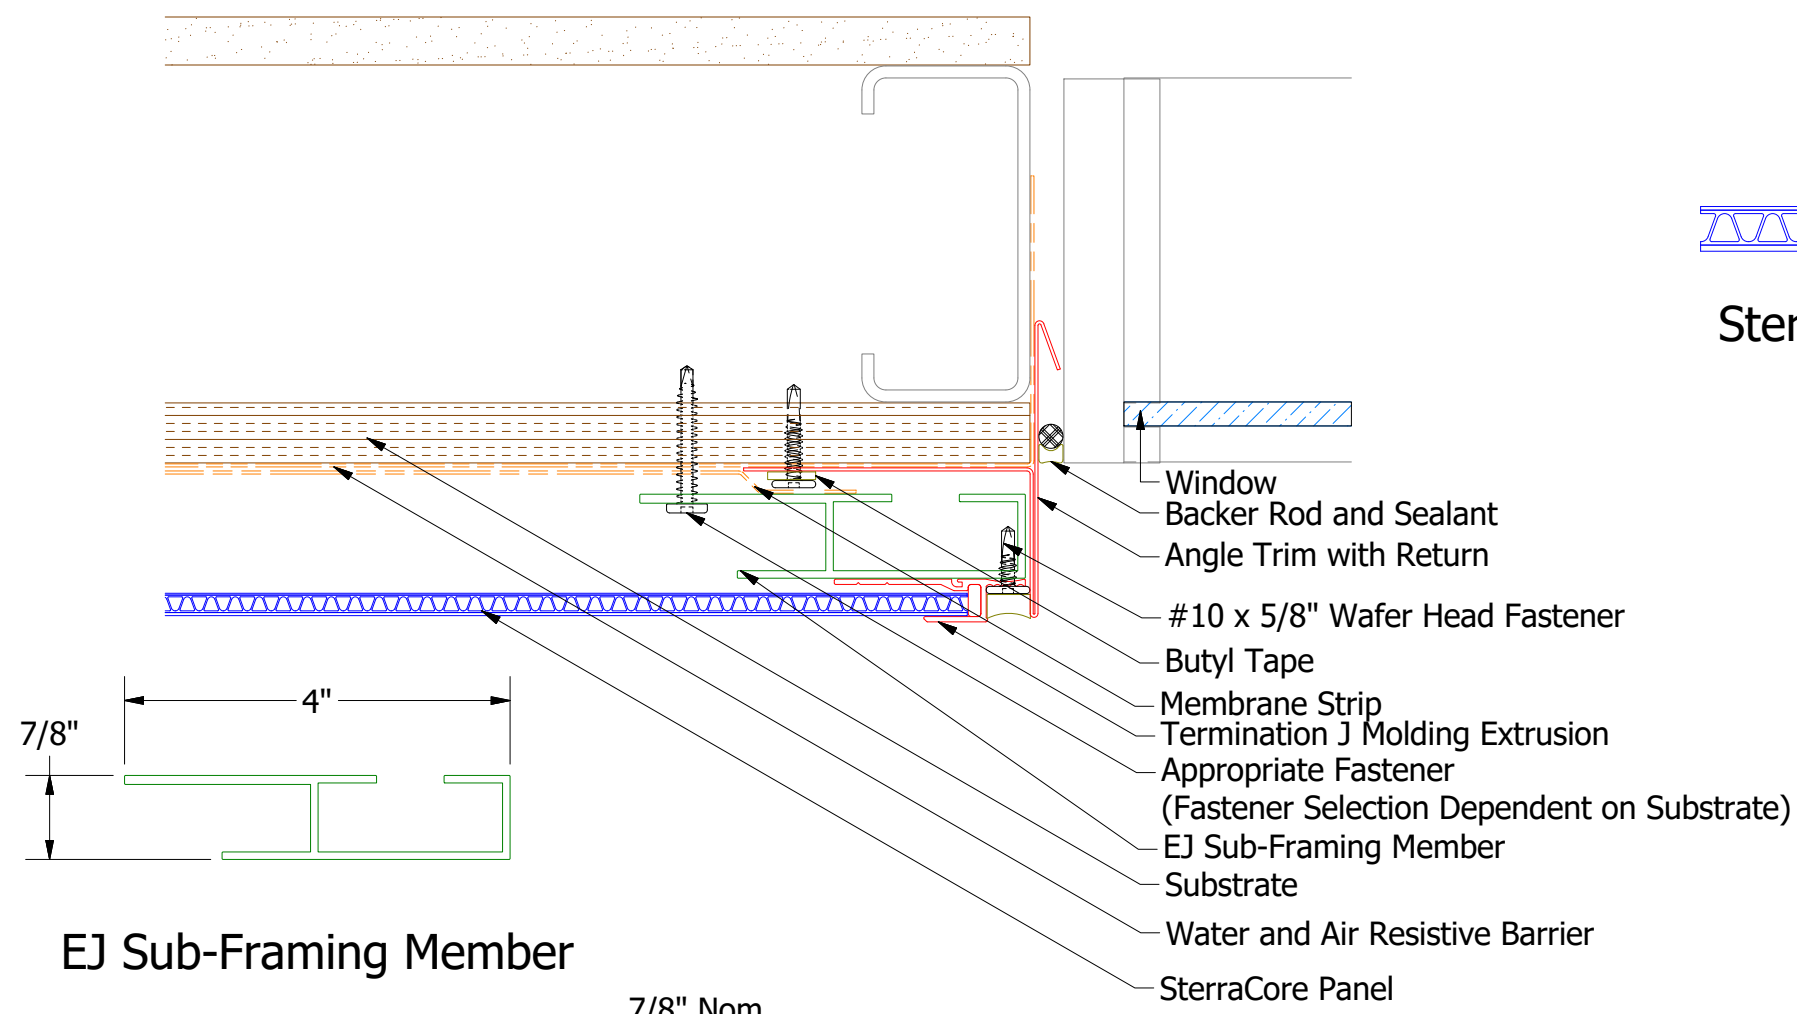 Ster
Window
Backer Rod and Sealant
Angle Trim with Return
#10 x 5/8" Wafer Head Fastener
Butyl Tape
Membrane Strip
Termination J Molding Extrusion
Appropriate Fastener
(Fastener Selection Dependent on Substrate)
EJ Sub-Framing Member
Substrate
Water and Air Resistive Barrier
SterraCore Panel
4"
7/8"
EJ Sub-Framing Member
7/8" Nom